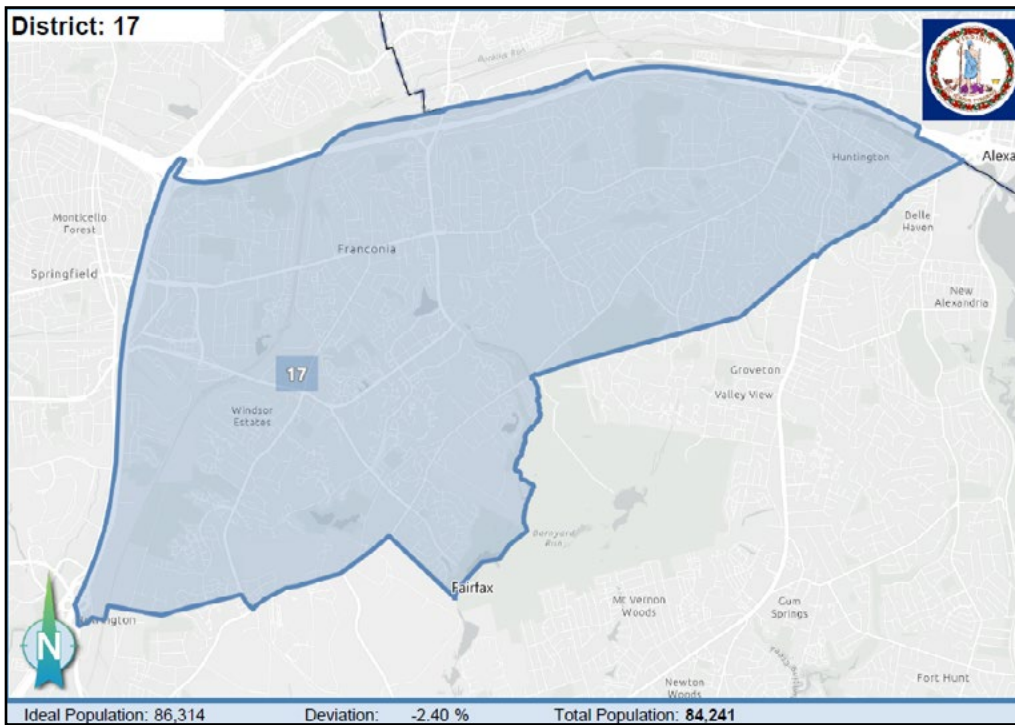 District: 17
Monticello
Forest
Springfield
Franconia
Huntington
Alexa
Belle
Haven
New
Alexandria
17
Groveton
Valley View
Windsor
Estates
Barnyard
Run
Fairfax
Mt Vernon
Woods
Gum
Springs
Newton
Woods
Fort Hunt
N
Ideal Population: 86,314 Deviation: -2.40 % Total Population: 84,241